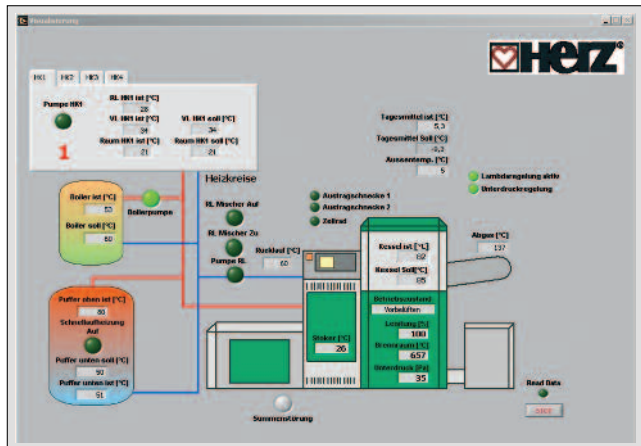 Visualisierung
HERZ®
HK1 HK2 HK3 HK4
Pumpe HK1
1
RL HK1 ist [°C]
28
VL HK1 ist [°C]
34
VL HK1 soll [°C]
34
Raum HK1 ist [°C]
21
Raum HK1 soll [°C]
21
Tagesmittel ist [°C]
5,3
Tagesmittel Soll [°C]
Aussentemp. [°C]
5
Lambdaregelung aktiv
Unterdruckregelung
Heizkreise
Boiler ist [°C]
53
Boiler soll [°C]
60
Boilerpumpe
RL Mischer Auf
RL Mischer Zu
Pumpe RL
Austragschnecke 1
Austragschnecke 2
Zellrad
Rücklauf [°C]
60
Kessel ist [°C]
82
Kessel Soll [°C]
85
Abgas [°C]
137
Betriebszustand
Vorbelüften
Leistung [%]
100
Brennraum [°C]
657
Unterdruck [Pa]
35
Stoker [°C]
26
Puffer oben ist [°C]
80
Schnellaufheizung
Auf
Puffer unten soll [°C]
50
Puffer unten ist [°C]
51
Summenstörung
Read Data